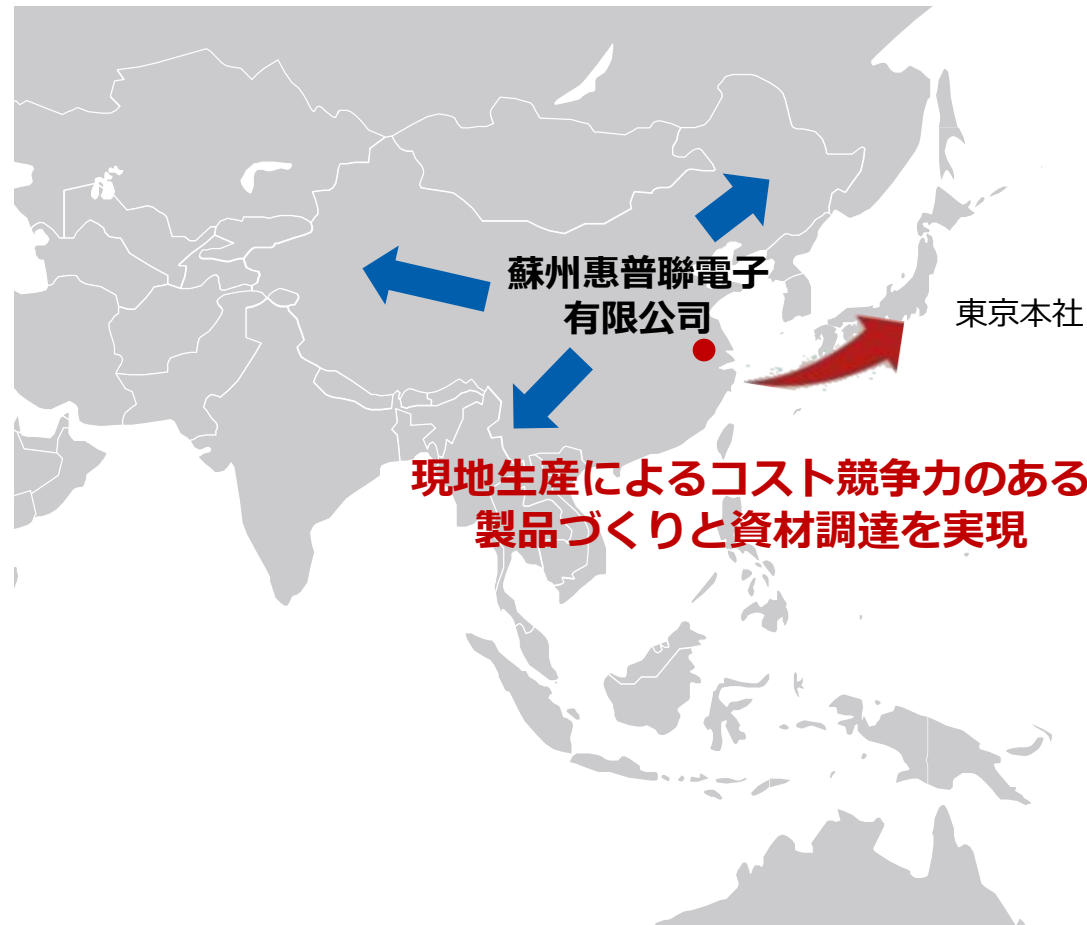 蘇州惠普聯電子
有限公司
東京本社
現地生産によるコスト競争力のある
製品づくりと資材調達を実現